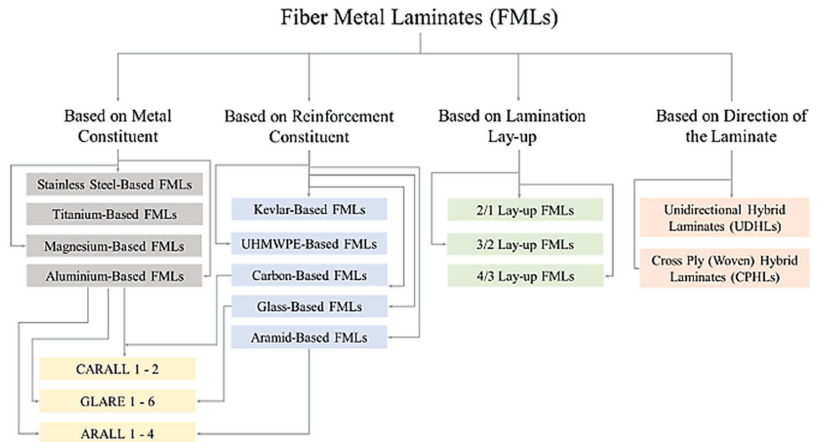 Fiber Metal Laminates (FMLs)
Based on Metal
Constituent
Stainless Steel-Based FMLs
Titanium-Based FMLs
Magnesium-Based FMLs
Aluminium-Based FMLs
Based on Reinforcement
Constituent
Kevlar-Based FMLs
UHMWPE-Based FMLs
Carbon-Based FMLs
Glass-Based FMLs
Aramid-Based FMLs
CARALL 1 - 2
GLARE 1 - 6
ARALL 1 - 4
Based on Lamination
Lay-up
2/1 Lay-up FMLs
3/2 Lay-up FMLs
4/3 Lay-up FMLs
Based on Direction of
the Laminate
Unidirectional Hybrid
Laminates (UDHLs)
Cross Ply (Woven) Hybrid
Laminates (CPHLs)